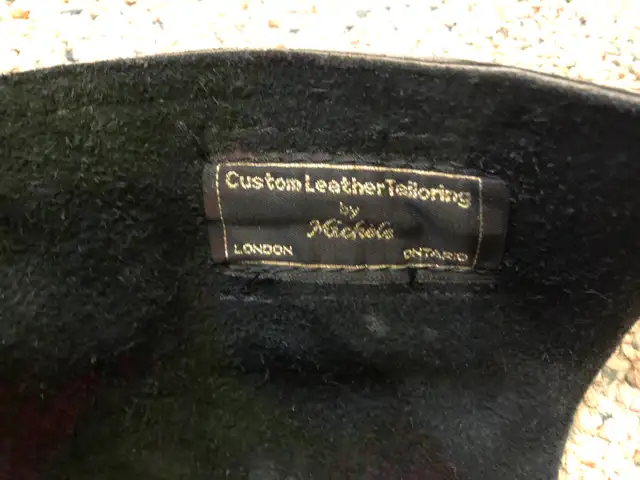 Custom Leather Tailoring
by
Michele
LONDON ONTARIO